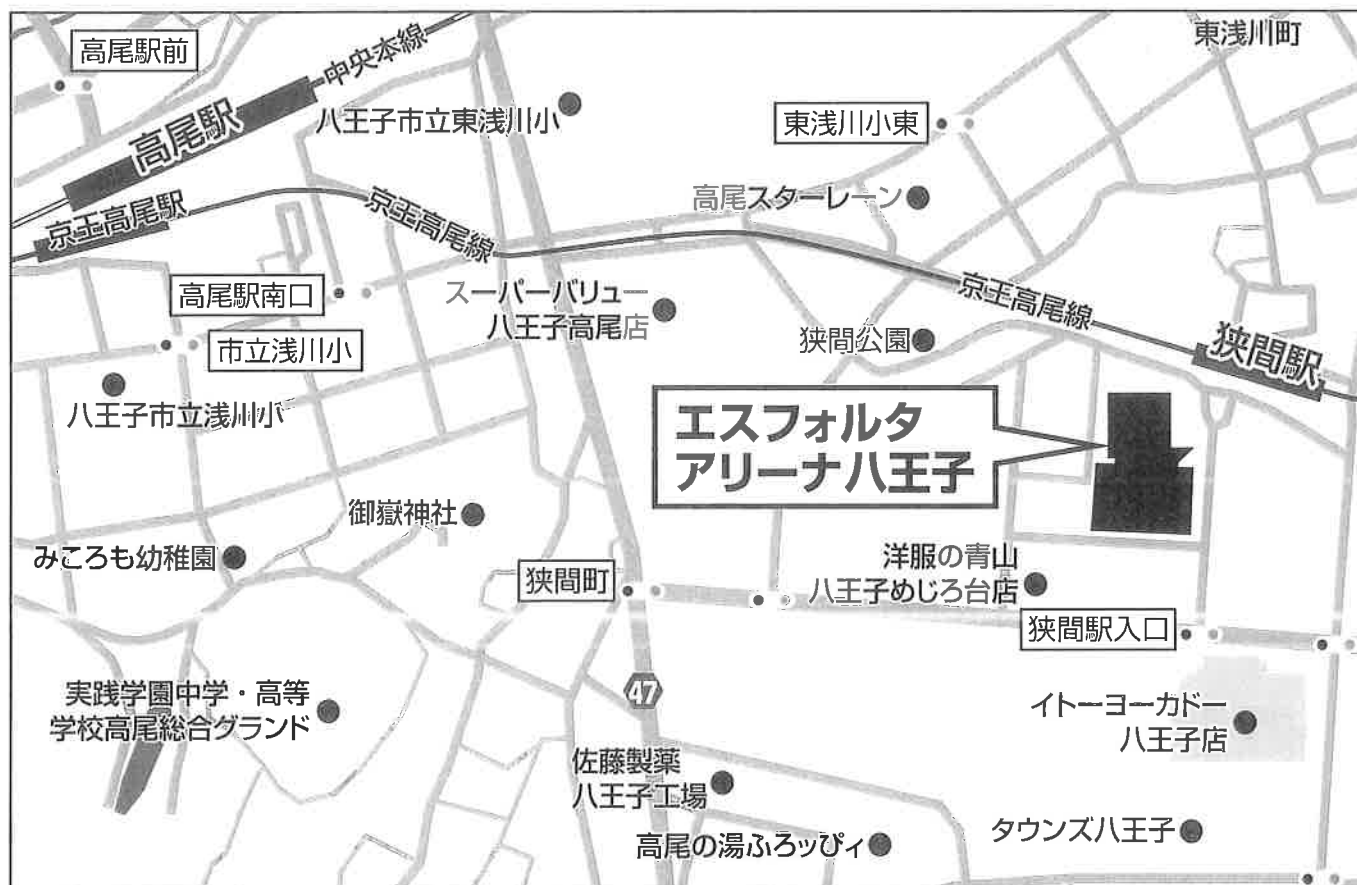 高尾駅前
中央本線
東浅川町
高尾駅
八王子市立東浅川小
東浅川小東
高尾スターレーン
京王高尾駅
京王高尾線
高尾駅南口
スーパーバリュー
八王子高尾店
京王高尾線
狭間公園
狭間駅
市立浅川小
八王子市立浅川小
エスフォルタ
アリーナ八王子
御嶽神社
みころも幼稚園
狭間町
洋服の青山
八王子めじろ台店
狭間駅入口
実践学園中学・高等
学校高尾総合グランド
47
イトーヨーカドー
八王子店
佐藤製薬
八王子工場
高尾の湯ふろッぴィ
タウンズ八王子